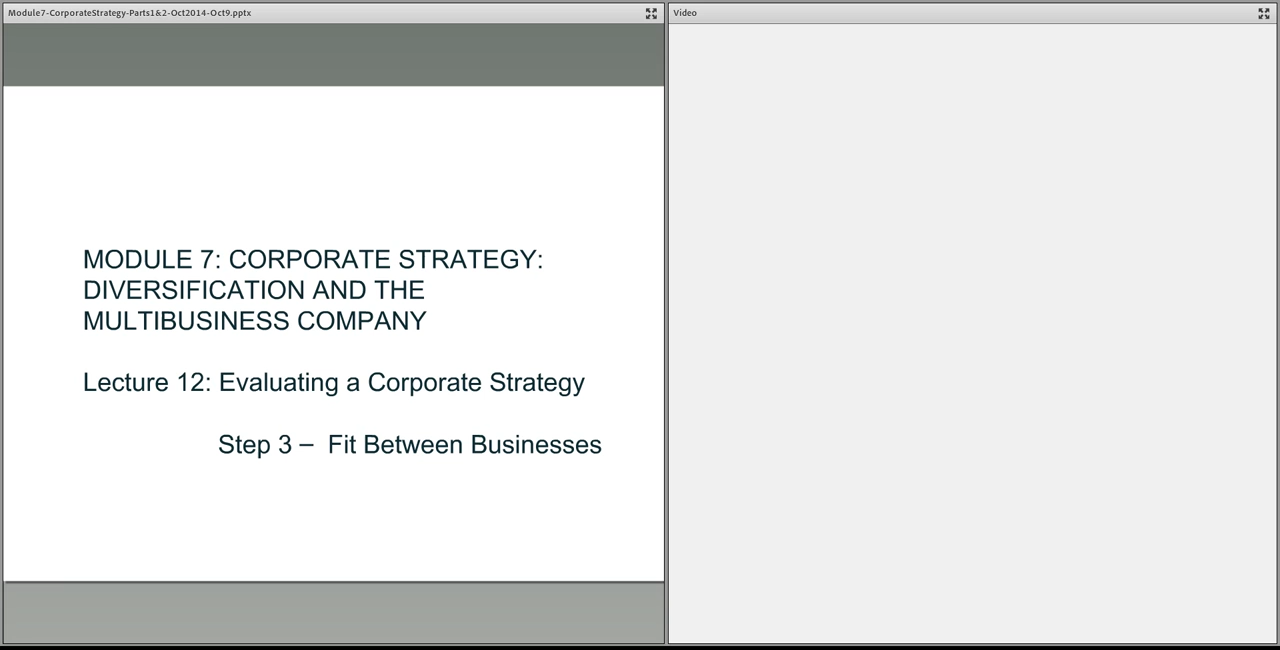 Module7-CorporateStrategy-Parts1&2-Oct2014-Oct9.pptx
Video
MODULE 7: CORPORATE STRATEGY:
DIVERSIFICATION AND THE
MULTIBUSINESS COMPANY
Lecture 12: Evaluating a Corporate Strategy
Step 3 – Fit Between Businesses